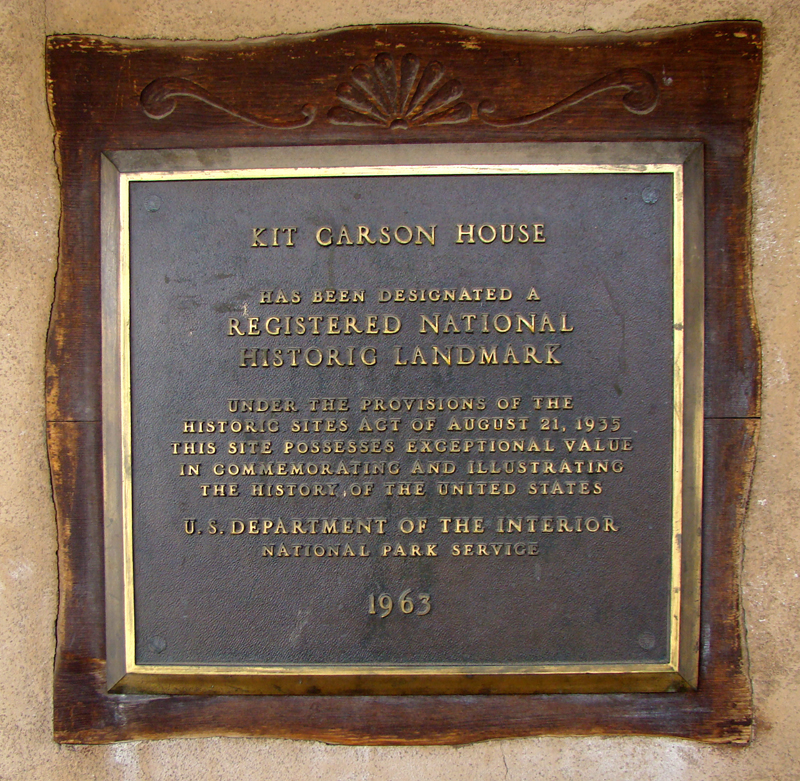 KIT CARSON HOUSE
HAS BEEN DESIGNATED A
REGISTERED NATIONAL
HISTORIC LANDMARK
UNDER THE PROVISIONS OF THE
HISTORIC SITES ACT OF AUGUST 21, 1935
THIS SITE POSSESSES EXCEPTIONAL VALUE
IN COMMEMORATING AND ILLUSTRATING
THE HISTORY OF THE UNITED STATES
U.S. DEPARTMENT OF THE INTERIOR
NATIONAL PARK SERVICE
1963